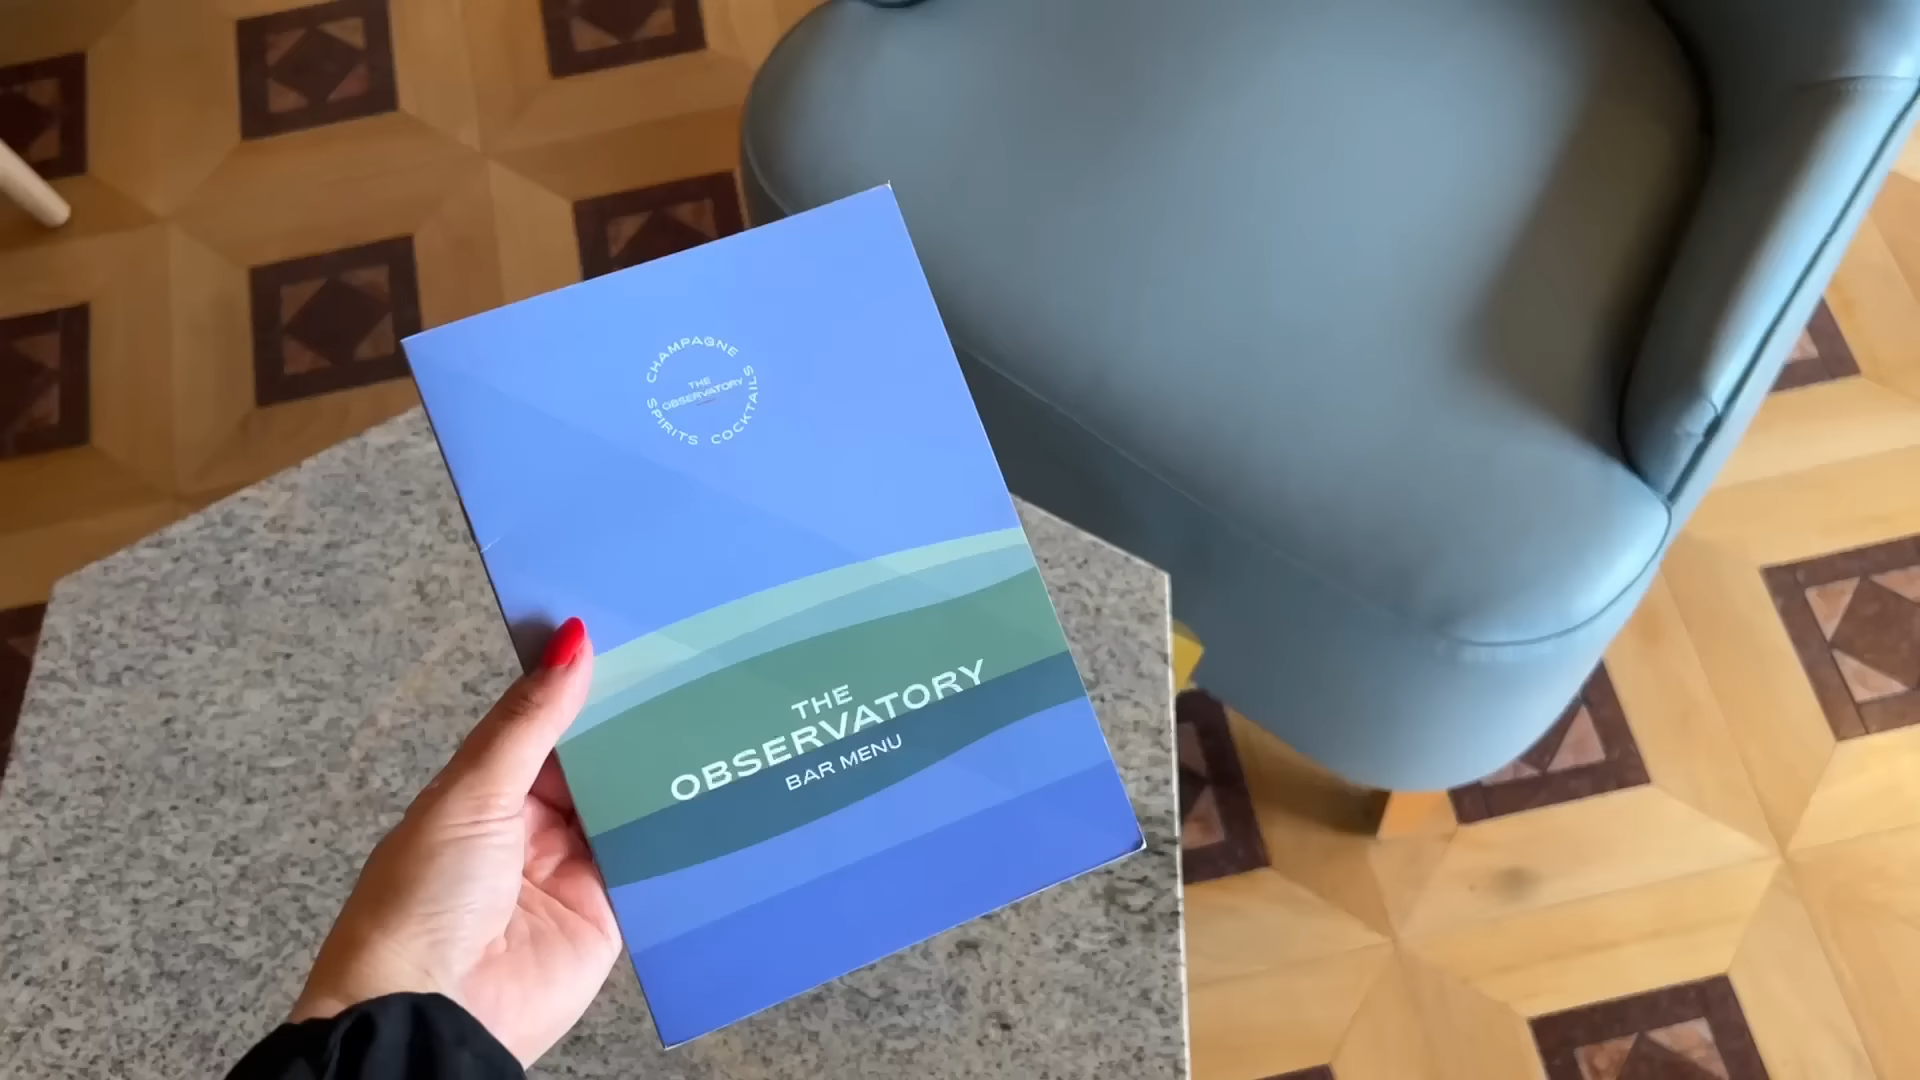 CHAMPAGNE
THE
OBSERVATORY
SPIRITS COCKTAILS
THE
OBSERVATORY
BAR MENU